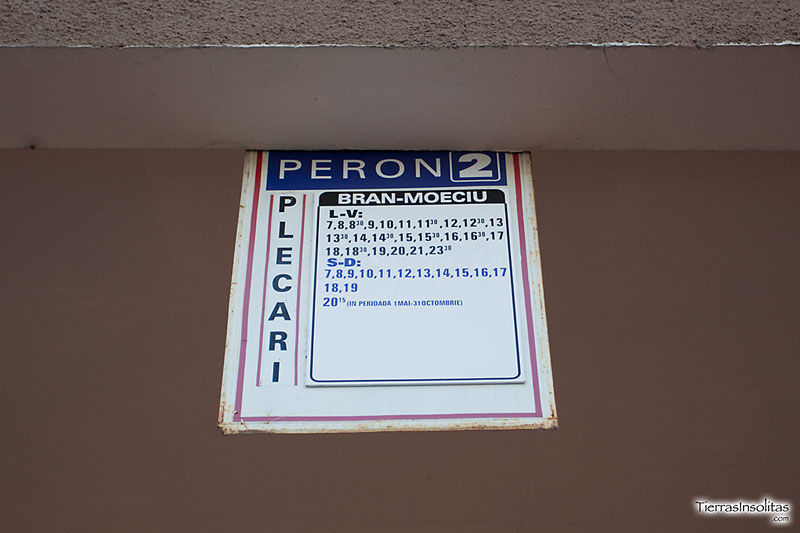 PERON 2
PLECARI
BRAN-MOECIU
L-V:
7,8,8³⁰,9,10,11,11³⁰,12,12³⁰,13
13³⁰,14,14³⁰,15,15³⁰,16,16³⁰,17
18,18³⁰,19,20,21,23³⁰
S-D:
7,8,9,10,11,12,13,14,15,16,17
18,19
20¹⁵ (IN PERIOADA 1MAI-31OCTOMBRIE)
TierrasInsolitas
.com